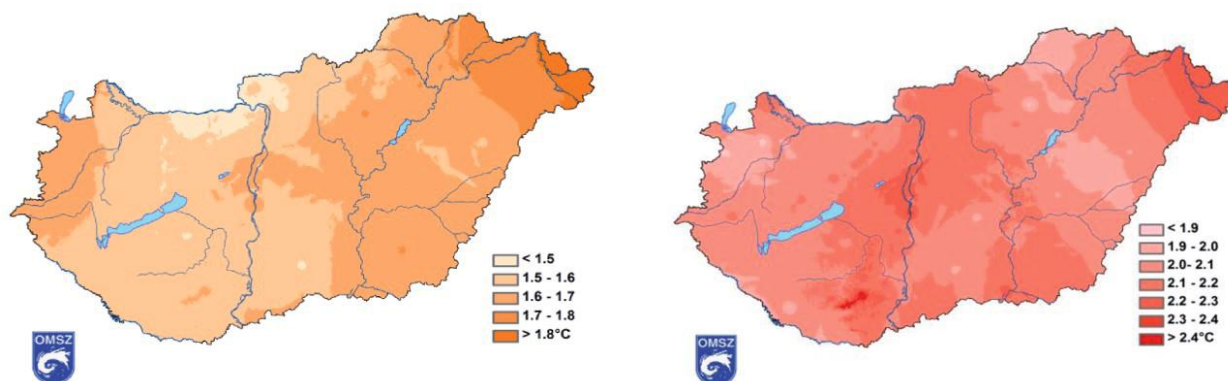 < 1.5
1.5 - 1.6
1.6 - 1.7
1.7 - 1.8
> 1.8°C
OMSZ
< 1.9
1.9 - 2.0
2.0- 2.1
2.1 - 2.2
2.2 - 2.3
2.3 - 2.4
> 2.4°C
OMSZ